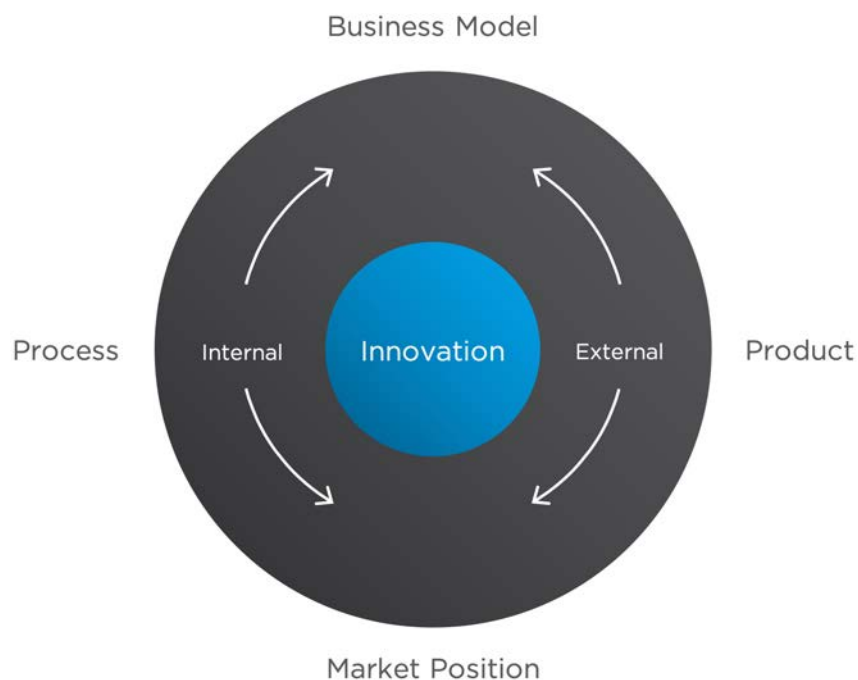 Business Model
Process
Internal
Innovation
External
Product
Market Position